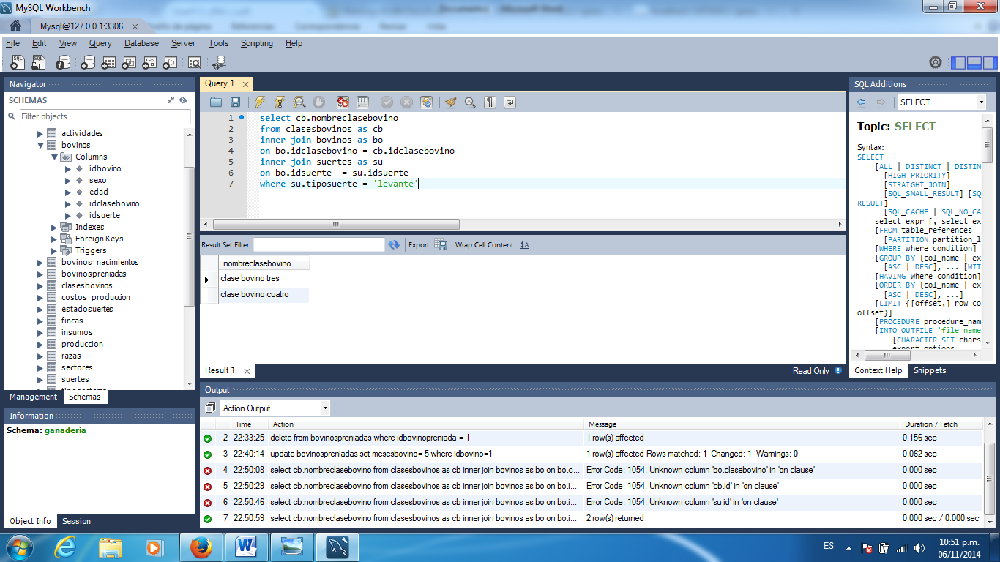 MySQL Workbench
Mysql@127.0.0.1:3306
File Edit View Query Database Server Tools Scripting Help
Navigator
SCHEMAS
Filter objects
actividades
bovinos
Columns
idbovino
sexo
edad
idclasebovino
idsuerte
Indexes
Foreign Keys
Triggers
bovinos_nacimientos
bovinospreniadas
clasesbovinos
costos_produccion
estadosuertes
fincas
insumos
produccion
razas
sectores
suertes
Management Schemas
Information
Schema: ganaderia
Object Info Session
Query 1
1 select cb.nombreclasebovino
2 from clasesbovinos as cb
3 inner join bovinos as bo
4 on bo.idclasebovino = cb.idclasebovino
5 inner join suertes as su
6 on bo.idsuerte  = su.idsuerte
7 where su.tiposuerte = 'levante'
Result Set Filter: Export: Wrap Cell Content:
nombreclasebovino
clase bovino tres
clase bovino cuatro
Result 1
Read Only
Output
Action Output
Time Action Message Duration / Fetch
2 22:33:25 delete from bovinospreniadas where idbovinopreniada = 1 1 row(s) affected 0.156 sec
3 22:40:14 update bovinospreniadas set mesesbovino= 5 where idbovino=1 1 row(s) affected Rows matched: 1 Changed: 1 Warnings: 0 0.062 sec
4 22:50:08 select cb.nombreclasebovino from clasesbovinos as cb inner join bovinos as bo on bo.c... Error Code: 1054. Unknown column 'bo.clasebovino' in 'on clause' 0.000 sec
5 22:50:29 select cb.nombreclasebovino from clasesbovinos as cb inner join bovinos as bo on bo.i... Error Code: 1054. Unknown column 'cb.id' in 'on clause' 0.000 sec
6 22:50:46 select cb.nombreclasebovino from clasesbovinos as cb inner join bovinos as bo on bo.i... Error Code: 1054. Unknown column 'su.id' in 'on clause' 0.000 sec
7 22:50:59 select cb.nombreclasebovino from clasesbovinos as cb inner join bovinos as bo on bo.i... 2 row(s) returned 0.000 sec / 0.000 sec
SQL Additions
SELECT
Topic: SELECT
Syntax:
SELECT
[ALL | DISTINCT | DISTIN
[HIGH_PRIORITY]
[STRAIGHT_JOIN]
[SQL_SMALL_RESULT] [SQ
RESULT]
[SQL_CACHE | SQL_NO_CA
select_expr [, select_ex
[FROM table_references
[PARTITION partition_l
[WHERE where_condition]
[GROUP BY {col_name | ex
[ASC | DESC], ... [WIT
[HAVING where_condition]
[ORDER BY {col_name | ex
[ASC | DESC], ...]
[LIMIT {[offset,] row_co
offset}]
[PROCEDURE procedure_nam
[INTO OUTFILE 'file_name
[CHARACTER SET chars
export_options
Context Help Snippets
ES
10:51 p.m.
06/11/2014